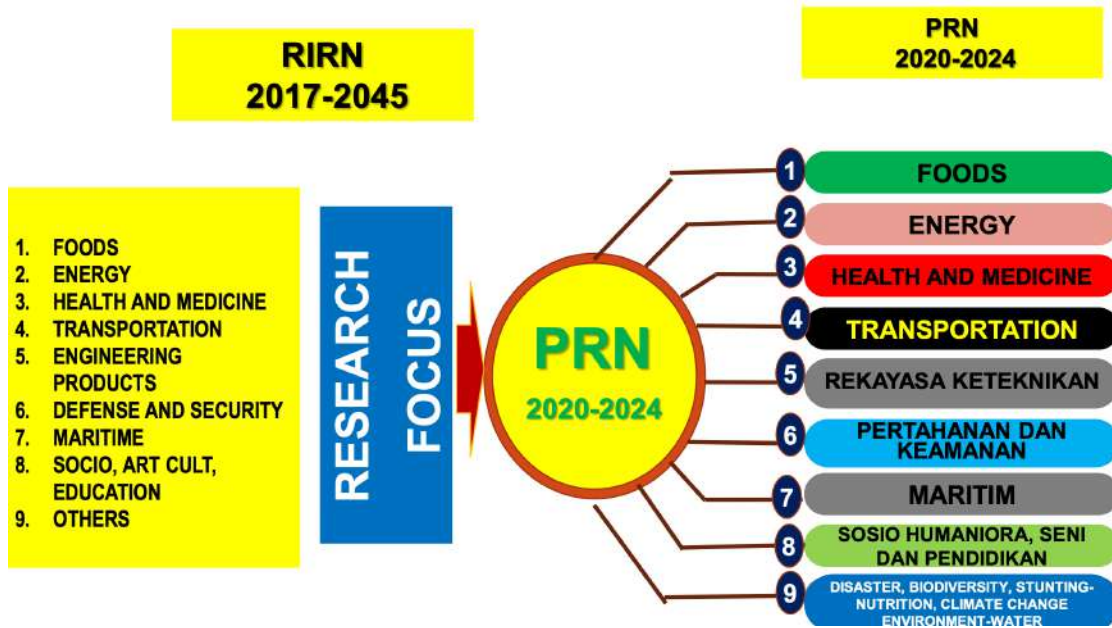 RIRN
2017-2045
PRN
2020-2024
1. FOODS
2. ENERGY
3. HEALTH AND MEDICINE
4. TRANSPORTATION
5. ENGINEERING
PRODUCTS
6. DEFENSE AND SECURITY
7. MARITIME
8. SOCIO, ART CULT,
EDUCATION
9. OTHERS
RESEARCH
FOCUS
PRN
2020-2024
1 FOODS
2 ENERGY
3 HEALTH AND MEDICINE
4 TRANSPORTATION
5 REKAYASA KETEKNIKAN
6 PERTAHANAN DAN
KEAMANAN
7 MARITIM
8 SOSIO HUMANIORA, SENI
DAN PENDIDIKAN
9 DISASTER, BIODIVERSITY, STUNTING-
NUTRITION, CLIMATE CHANGE
ENVIRONMENT-WATER